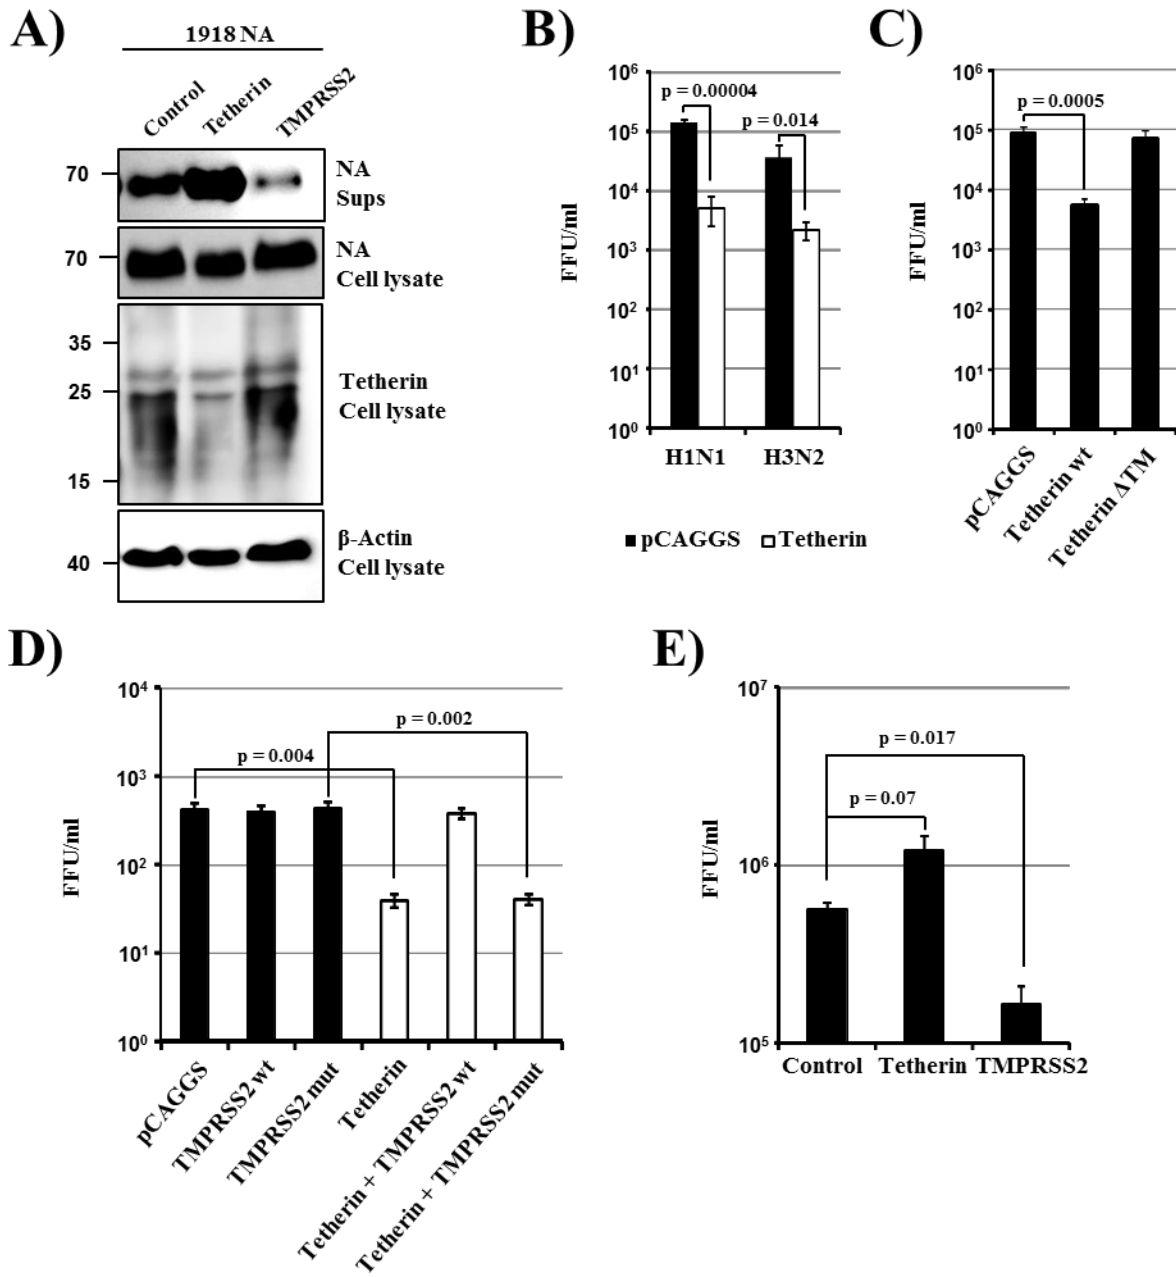 A)
1918 NA
Control
Tetherin
TMPRSS2
70
NA
Sups
70
NA
Cell lysate
35
25
15
Tetherin
Cell lysate
40
β-Actin
Cell lysate
B)
FFU/ml
10⁶
10⁵
10⁴
10³
10²
10¹
10⁰
p = 0.00004
p = 0.014
H1N1
H3N2
pCAGGS
Tetherin
C)
FFU/ml
10⁶
10⁵
10⁴
10³
10²
10¹
10⁰
p = 0.0005
pCAGGS
Tetherin wt
Tetherin ΔTM
D)
FFU/ml
10⁴
10³
10²
10¹
10⁰
p = 0.004
p = 0.002
pCAGGS
TMPRSS2 wt
TMPRSS2 mut
Tetherin
Tetherin + TMPRSS2 wt
Tetherin + TMPRSS2 mut
E)
FFU/ml
10⁷
10⁶
10⁵
p = 0.017
p = 0.07
Control
Tetherin
TMPRSS2